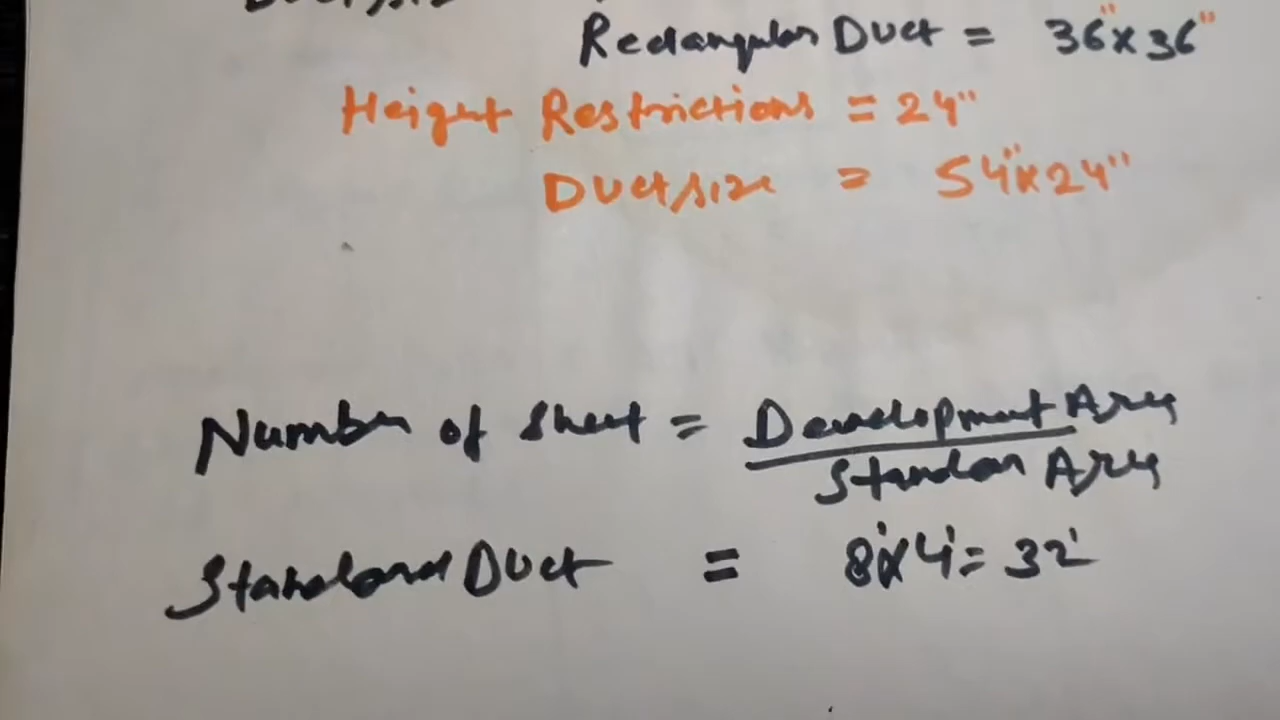 Rectangular Duct = 36"x36"
Height Restrictions = 24"
Duct size = 54"x24"
Number of Sheet = Development Area
Standar Area
Standard Duct = 8'x4' = 32'